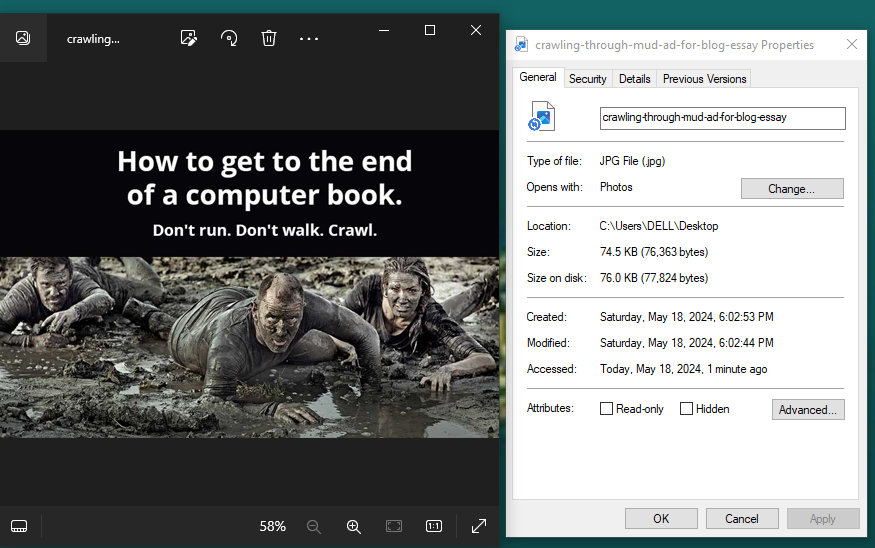 crawling...
How to get to the end
of a computer book.
Don't run. Don't walk. Crawl.
58%
1:1
crawling-through-mud-ad-for-blog-essay Properties
General Security Details Previous Versions
crawling-through-mud-ad-for-blog-essay
Type of file: JPG File (.jpg)
Opens with: Photos Change...
Location: C:\Users\DELL\Desktop
Size: 74.5 KB (76,363 bytes)
Size on disk: 76.0 KB (77,824 bytes)
Created: Saturday, May 18, 2024, 6:02:53 PM
Modified: Saturday, May 18, 2024, 6:02:44 PM
Accessed: Today, May 18, 2024, 1 minute ago
Attributes: Read-only Hidden Advanced...
OK Cancel Apply